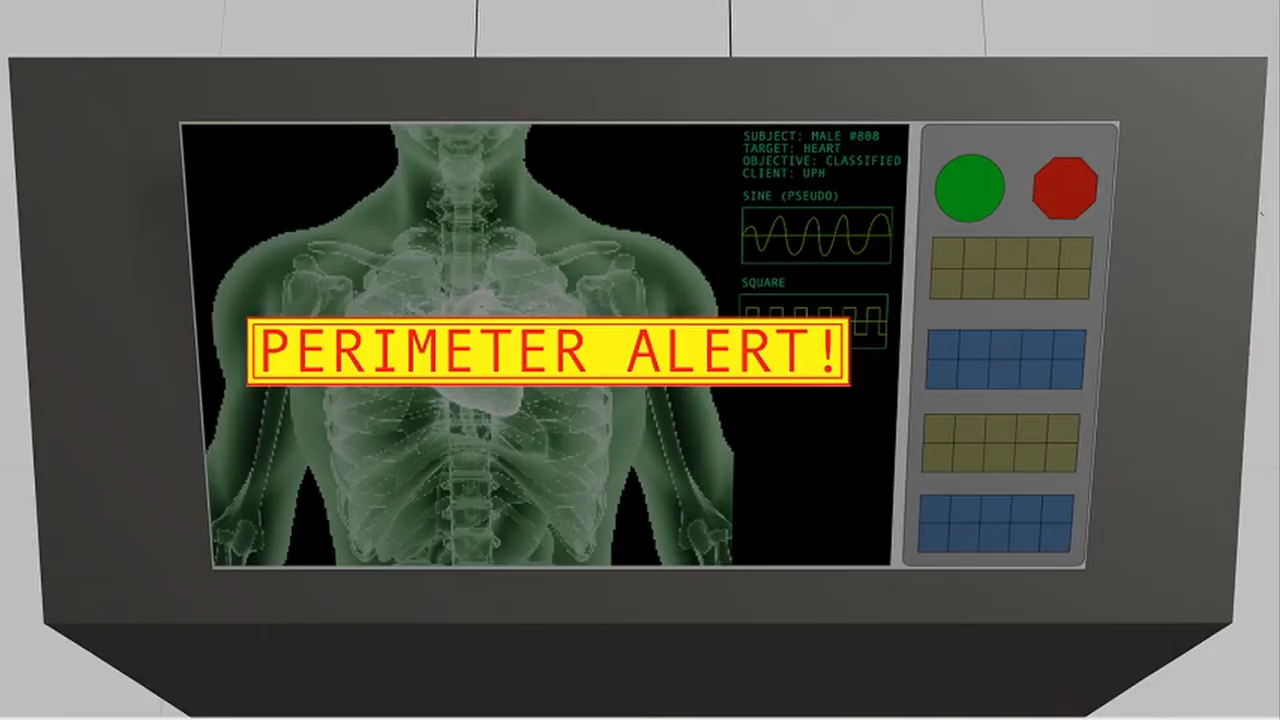 SUBJECT: MALE #808
TARGET: HEART
OBJECTIVE: CLASSIFIED
CLIENT: UPH
SINE (PSEUDO)
SQUARE
PERIMETER ALERT!